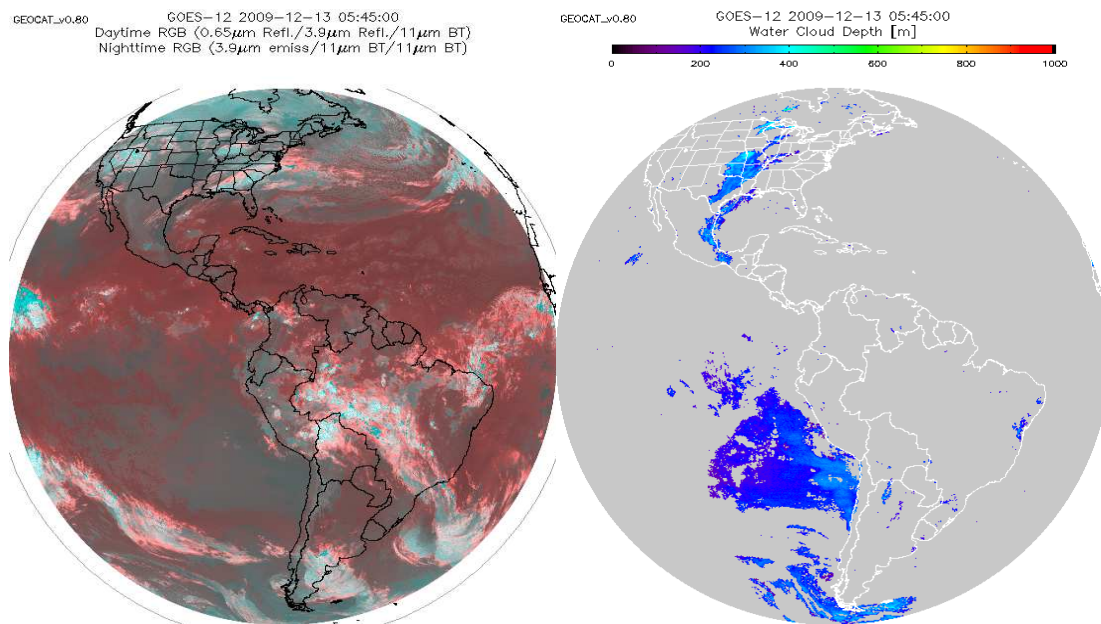 GEOCAT_v0.80
GOES-12 2009-12-13 05:45:00
Daytime RGB (0.65μm Refl./3.9μm Refl./11μm BT)
Nighttime RGB (3.9μm emiss/11μm BT/11μm BT)
GEOCAT_v0.80
GOES-12 2009-12-13 05:45:00
Water Cloud Depth [m]
0 200 400 600 800 1000